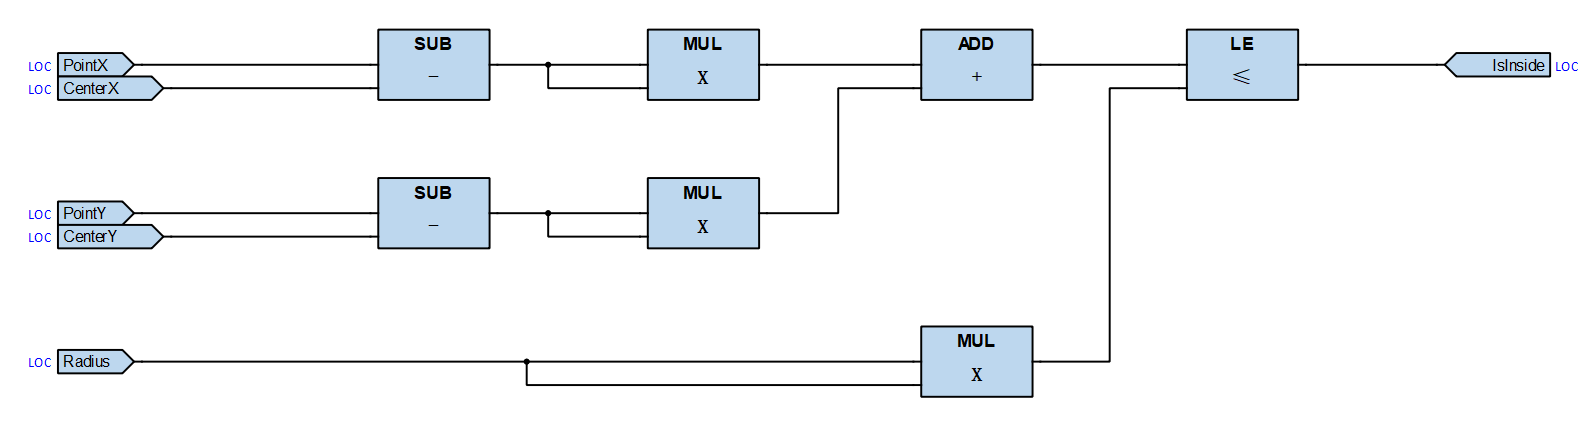 SUB
−
MUL
X
ADD
+
LE
≤
LOC PointX
LOC CenterX
IsInside LOC
SUB
−
MUL
X
LOC PointY
LOC CenterY
MUL
X
LOC Radius